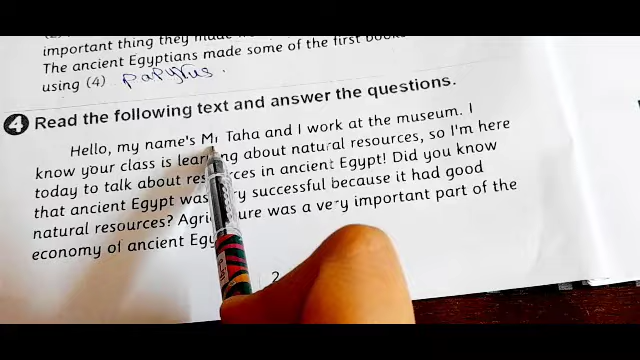 important thing they
The ancient Egyptians made some of the first books
using (4) papyrus.
4 Read the following text and answer the questions.
Hello, my name's Mr Taha and I work at the museum. I
know your class is learning about natural resources, so I'm here
today to talk about resources in ancient Egypt! Did you know
that ancient Egypt was very successful because it had good
natural resources? Agriculture was a very important part of the
economy of ancient Egypt
2